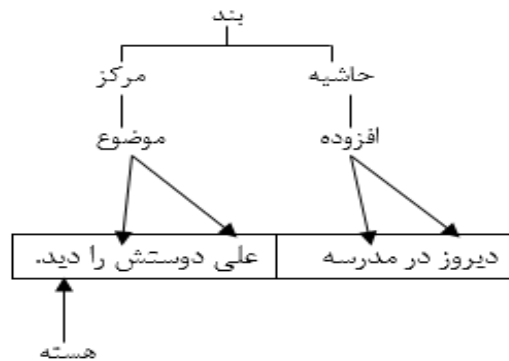 بند
حاشیه
مرکز
افزوده
موضوع
دیروز در مدرسه
علی دوستش را دید.
هسته